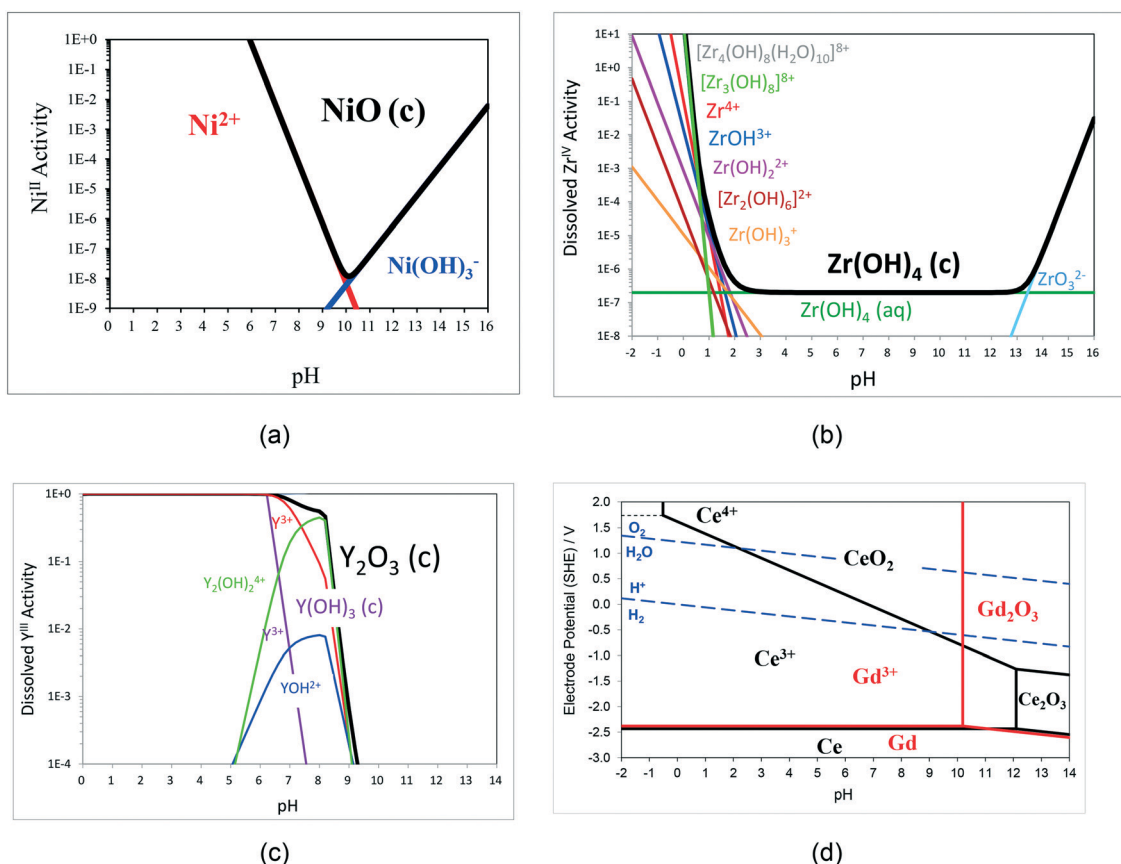 1E+0
1E-1
1E-2
1E-3
1E-4
1E-5
1E-6
1E-7
1E-8
1E-9
Ni^II Activity
Ni²⁺
NiO (c)
Ni(OH)₃⁻
0 1 2 3 4 5 6 7 8 9 10 11 12 13 14 15 16
pH
(a)
1E+1
1E+0
1E-1
1E-2
1E-3
1E-4
1E-5
1E-6
1E-7
1E-8
Dissolved Zr^IV Activity
[Zr₄(OH)₈(H₂O)₁₀]⁸⁺
[Zr₃(OH)₈]⁸⁺
Zr⁴⁺
ZrOH³⁺
Zr(OH)₂²⁺
[Zr₂(OH)₆]²⁺
Zr(OH)₃⁺
Zr(OH)₄ (c)
ZrO₃²⁻
Zr(OH)₄ (aq)
-2 -1 0 1 2 3 4 5 6 7 8 9 10 11 12 13 14 15 16
pH
(b)
1E+0
1E-1
1E-2
1E-3
1E-4
Dissolved Y^III Activity
Y³⁺
Y₂O₃ (c)
Y₂(OH)₂⁴⁺
Y(OH)₃ (c)
Y³⁺
YOH²⁺
0 1 2 3 4 5 6 7 8 9 10 11 12 13 14
pH
(c)
2.0
1.5
1.0
0.5
0.0
-0.5
-1.0
-1.5
-2.0
-2.5
-3.0
Electrode Potential (SHE) / V
Ce⁴⁺
O₂
H₂O
CeO₂
H⁺
H₂
Gd₂O₃
Ce³⁺
Gd³⁺
Ce₂O₃
Ce
Gd
-2 -1 0 1 2 3 4 5 6 7 8 9 10 11 12 13 14
pH
(d)